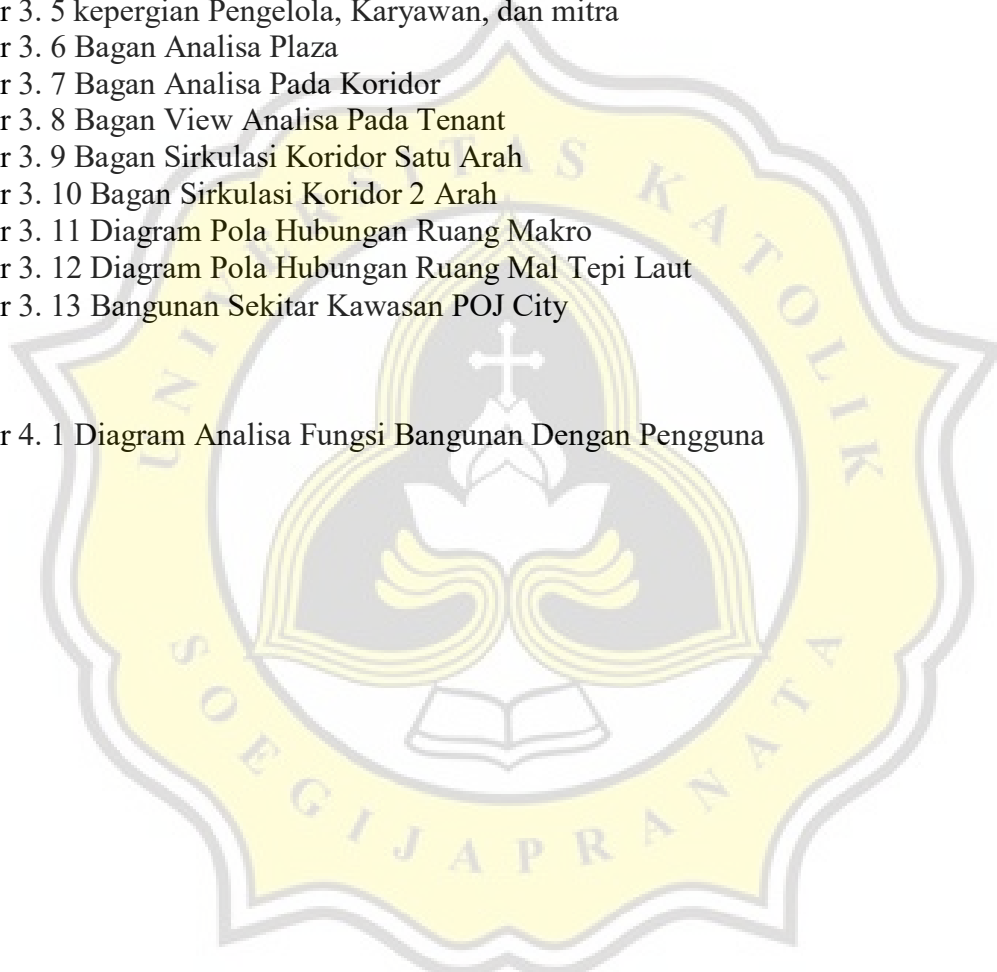 r 3. 5 kepergian Pengelola, Karyawan, dan mitra
r 3. 6 Bagan Analisa Plaza
r 3. 7 Bagan Analisa Pada Koridor
r 3. 8 Bagan View Analisa Pada Tenant
r 3. 9 Bagan Sirkulasi Koridor Satu Arah
r 3. 10 Bagan Sirkulasi Koridor 2 Arah
r 3. 11 Diagram Pola Hubungan Ruang Makro
r 3. 12 Diagram Pola Hubungan Ruang Mal Tepi Laut
r 3. 13 Bangunan Sekitar Kawasan POJ City
r 4. 1 Diagram Analisa Fungsi Bangunan Dengan Pengguna
UNIVERSITAS KATOLIK
SOEGIJAPRANATA